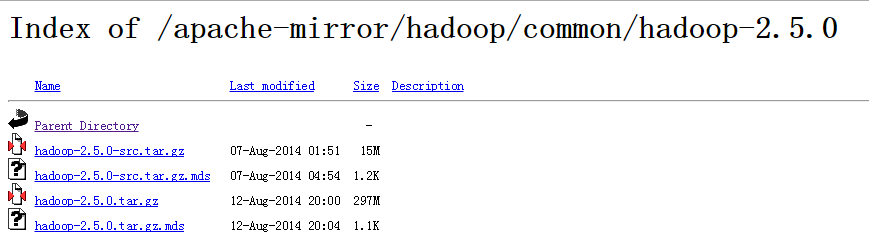 Index of /apache-mirror/hadoop/common/hadoop-2.5.0
Name Last modified Size Description
Parent Directory -
hadoop-2.5.0-src.tar.gz 07-Aug-2014 01:51 15M
hadoop-2.5.0-src.tar.gz.mds 07-Aug-2014 04:54 1.2K
hadoop-2.5.0.tar.gz 12-Aug-2014 20:00 297M
hadoop-2.5.0.tar.gz.mds 12-Aug-2014 20:04 1.1K